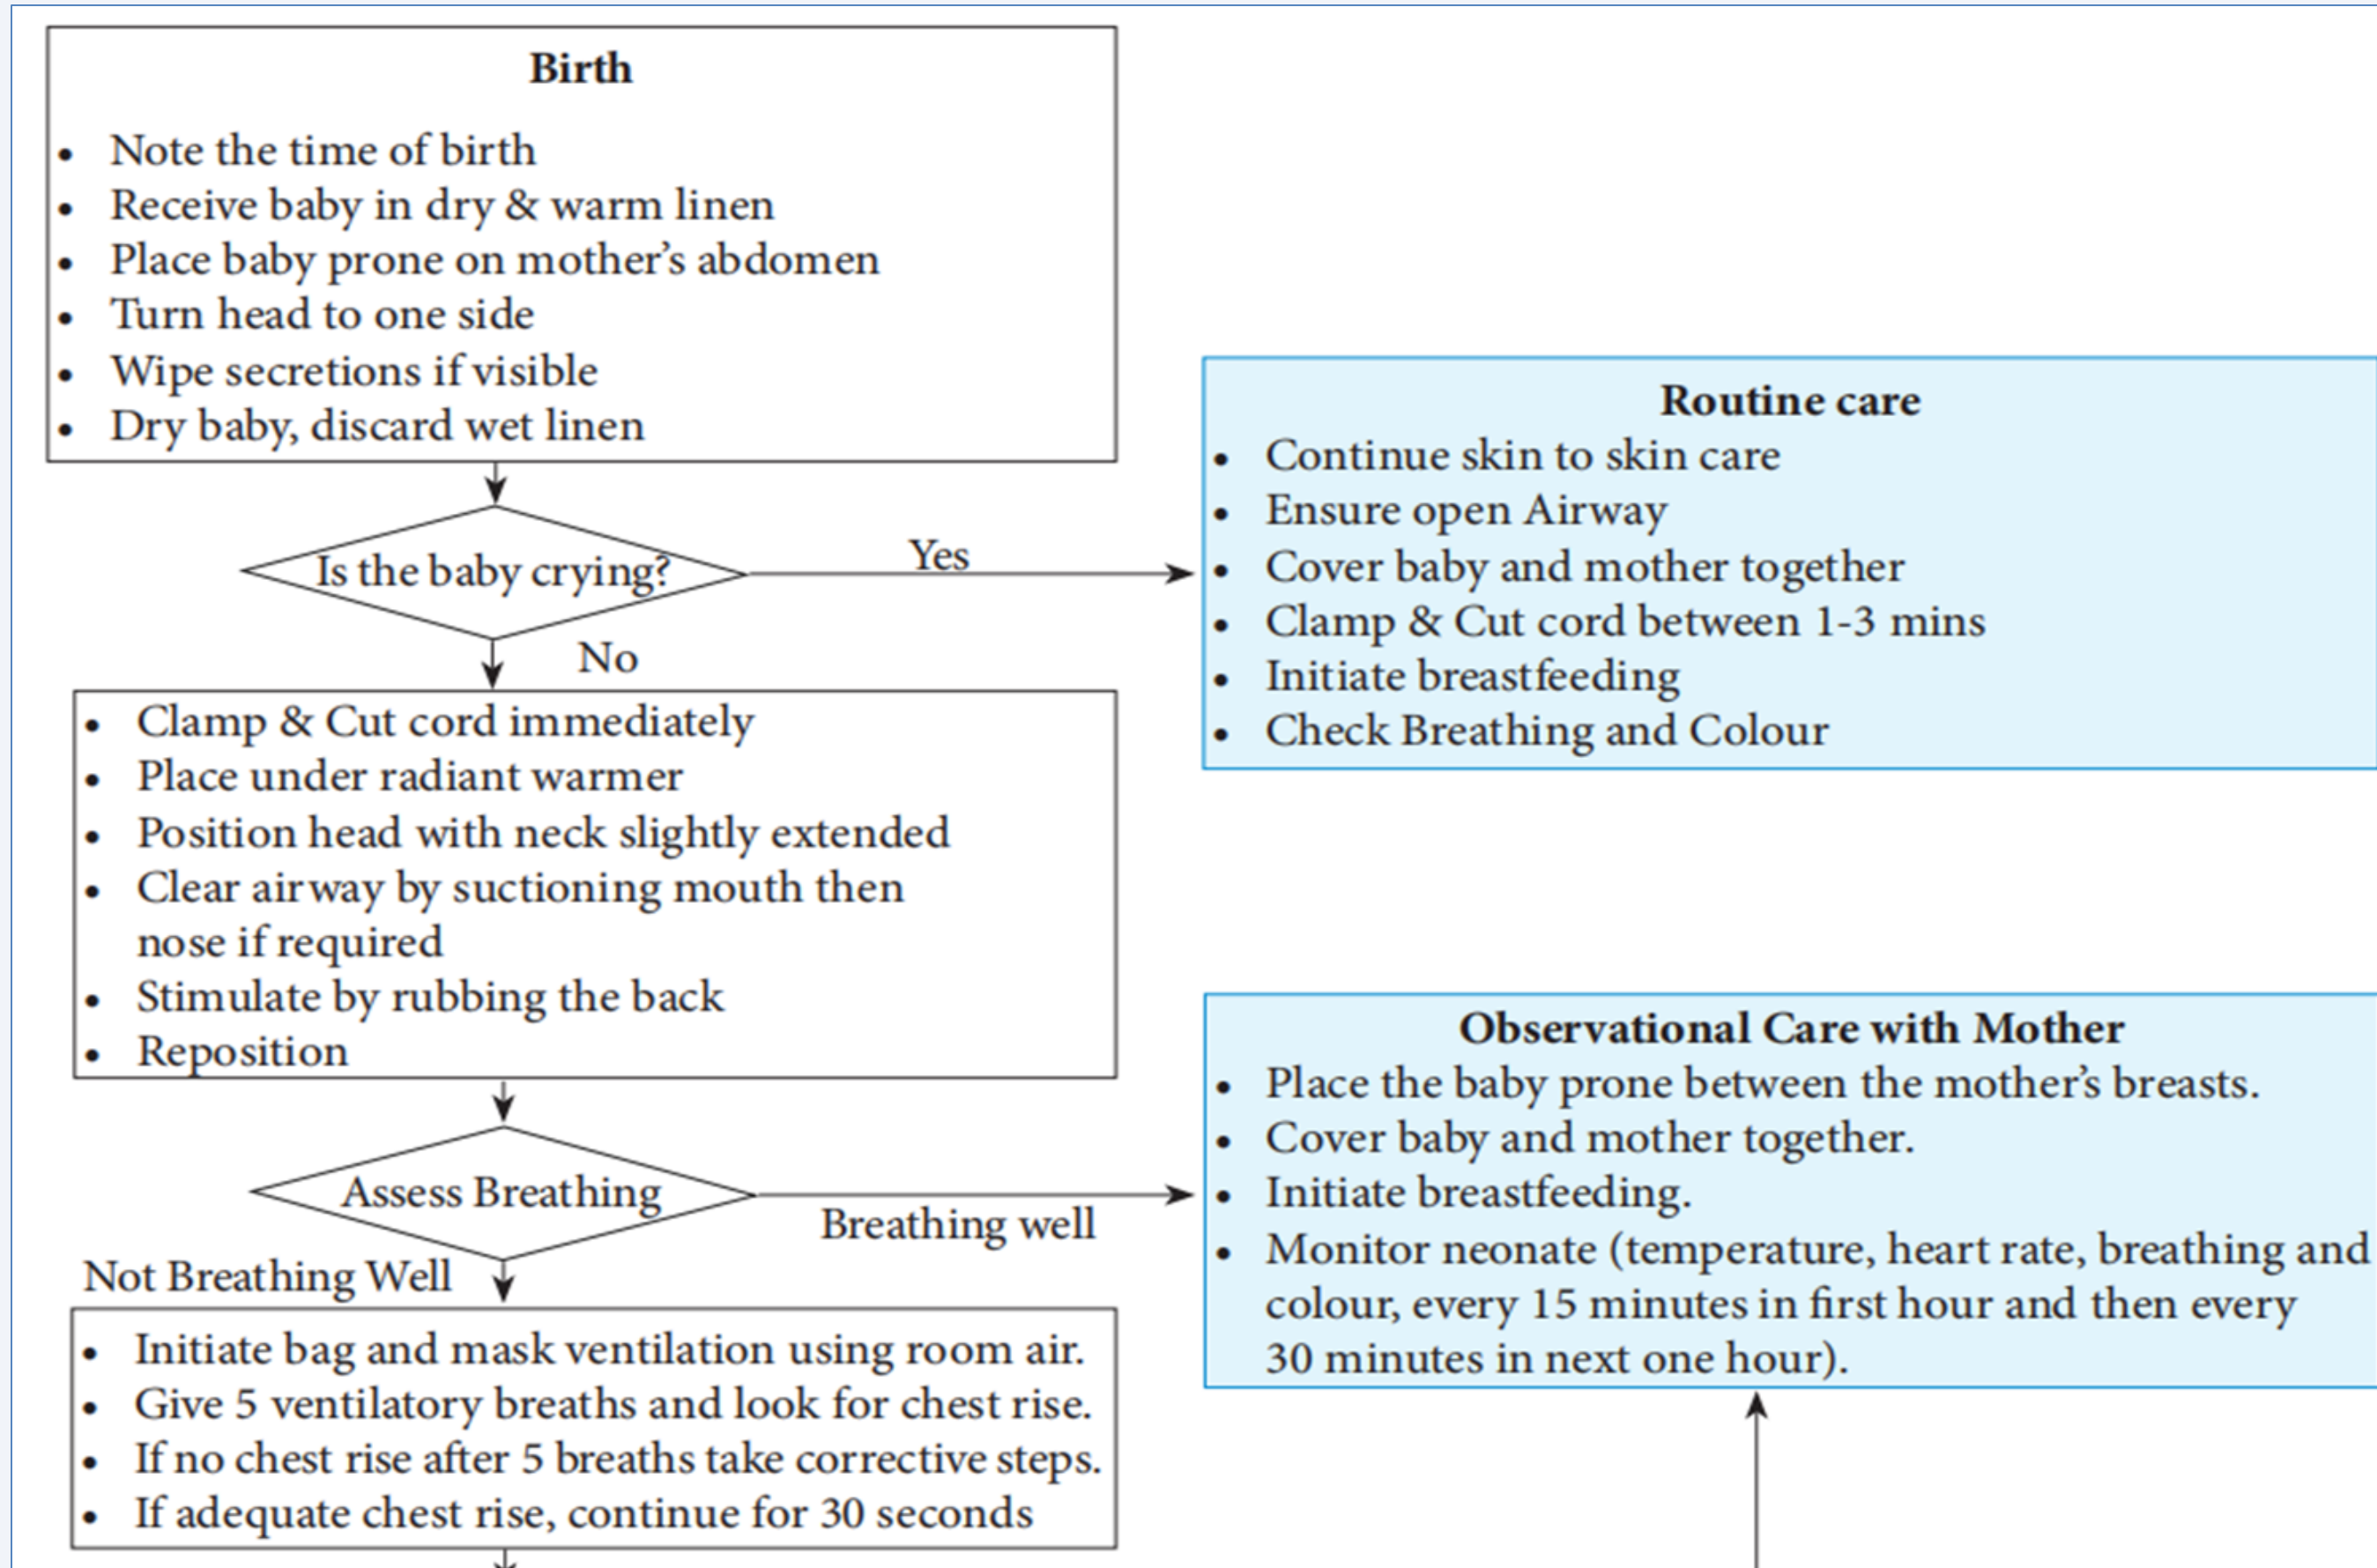 Birth
• Note the time of birth
• Receive baby in dry & warm linen
• Place baby prone on mother’s abdomen
• Turn head to one side
• Wipe secretions if visible
• Dry baby, discard wet linen
Is the baby crying?
Yes
No
Routine care
• Continue skin to skin care
• Ensure open Airway
• Cover baby and mother together
• Clamp & Cut cord between 1-3 mins
• Initiate breastfeeding
• Check Breathing and Colour
• Clamp & Cut cord immediately
• Place under radiant warmer
• Position head with neck slightly extended
• Clear airway by suctioning mouth then
nose if required
• Stimulate by rubbing the back
• Reposition
Assess Breathing
Breathing well
Not Breathing Well
Observational Care with Mother
• Place the baby prone between the mother’s breasts.
• Cover baby and mother together.
• Initiate breastfeeding.
• Monitor neonate (temperature, heart rate, breathing and
colour, every 15 minutes in first hour and then every
30 minutes in next one hour).
• Initiate bag and mask ventilation using room air.
• Give 5 ventilatory breaths and look for chest rise.
• If no chest rise after 5 breaths take corrective steps.
• If adequate chest rise, continue for 30 seconds